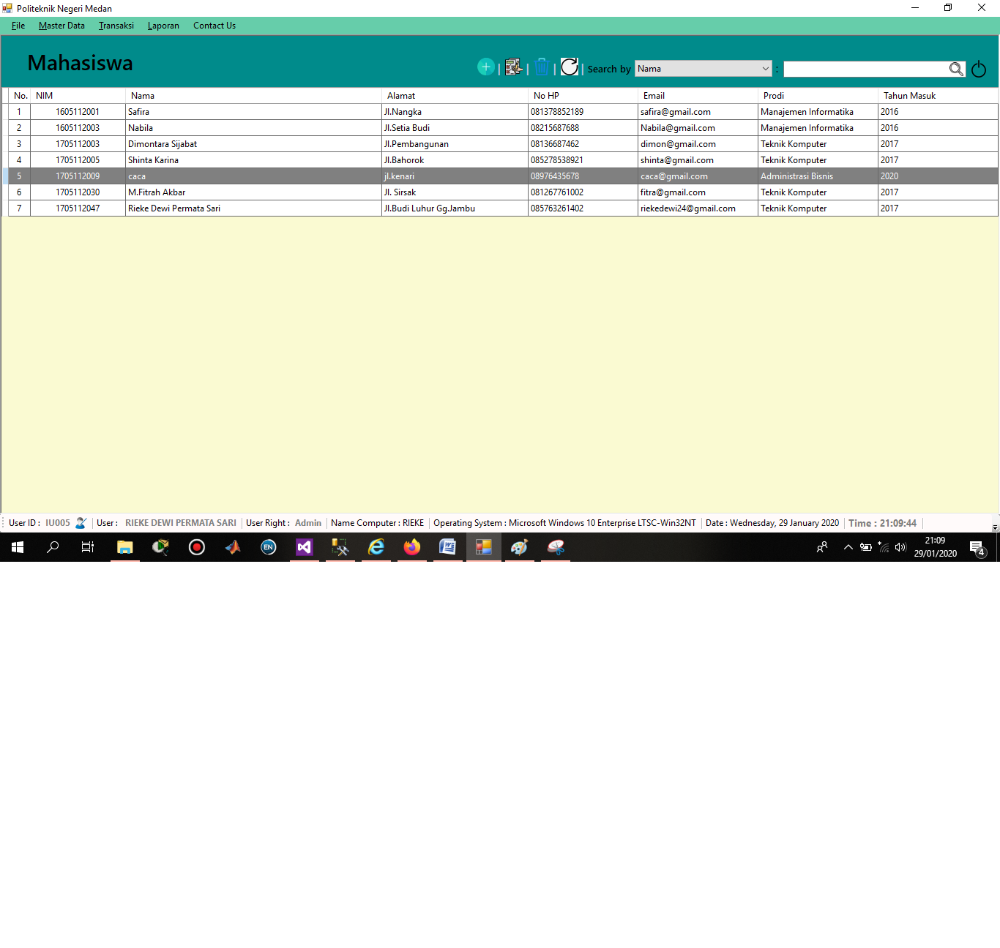 Politeknik Negeri Medan
File Master Data Transaksi Laporan Contact Us
Mahasiswa | | | | Search by Nama :
No. NIM Nama Alamat No HP Email Prodi Tahun Masuk
1 1605112001 Safira Jl.Nangka 081378852189 safira@gmail.com Manajemen Informatika 2016
2 1605112003 Nabila Jl.Setia Budi 08215687688 Nabila@gmail.com Manajemen Informatika 2016
3 1705112003 Dimontara Sijabat Jl.Pembangunan 08136687462 dimon@gmail.com Teknik Komputer 2017
4 1705112005 Shinta Karina Jl.Bahorok 085278538921 shinta@gmail.com Teknik Komputer 2017
5 1705112009 caca jl.kenari 08976435678 caca@gmail.com Administrasi Bisnis 2020
6 1705112030 M.Fitrah Akbar Jl. Sirsak 081267761002 fitra@gmail.com Teknik Komputer 2017
7 1705112047 Rieke Dewi Permata Sari Jl.Budi Luhur Gg.Jambu 085763261402 riekedewi24@gmail.com Teknik Komputer 2017
User ID : IU005 User : RIEKE DEWI PERMATA SARI User Right : Admin Name Computer : RIEKE Operating System : Microsoft Windows 10 Enterprise LTSC-Win32NT Date : Wednesday, 29 January 2020 Time : 21:09:44
EN 21:09
29/01/2020 4